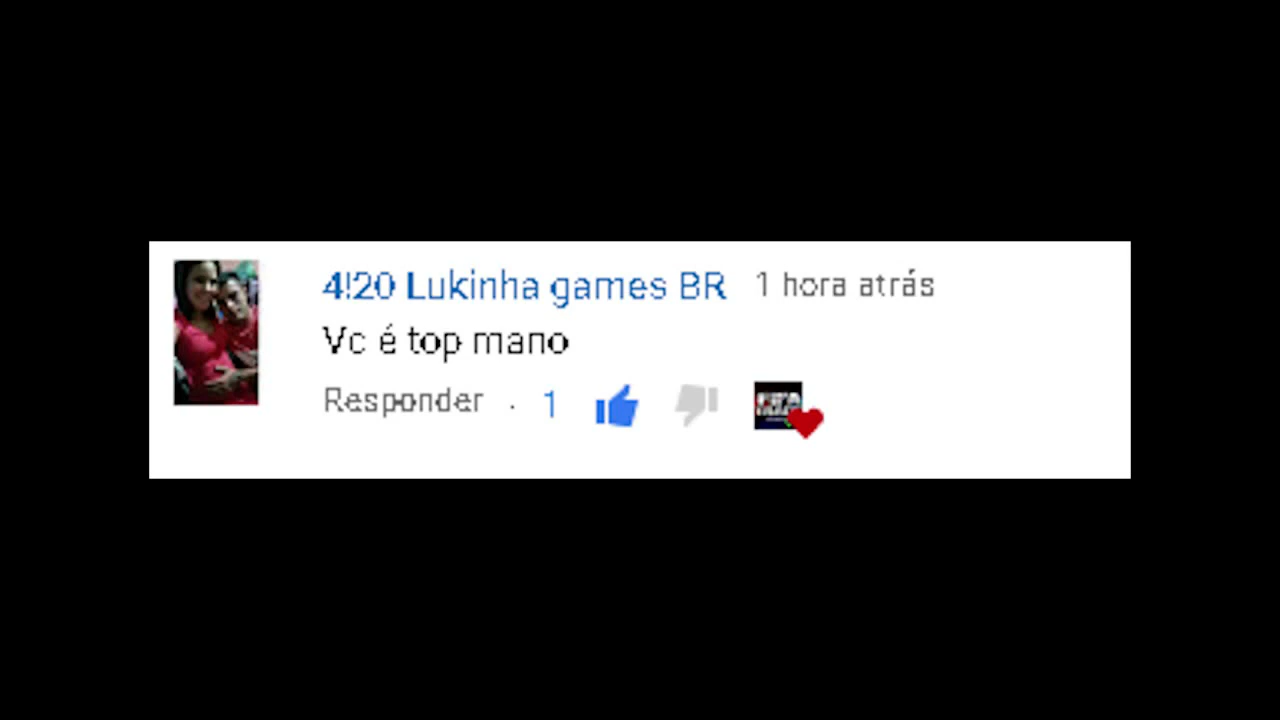 4!20 Lukinha games BR 1 hora atrás
Vc é top mano
Responder . 1